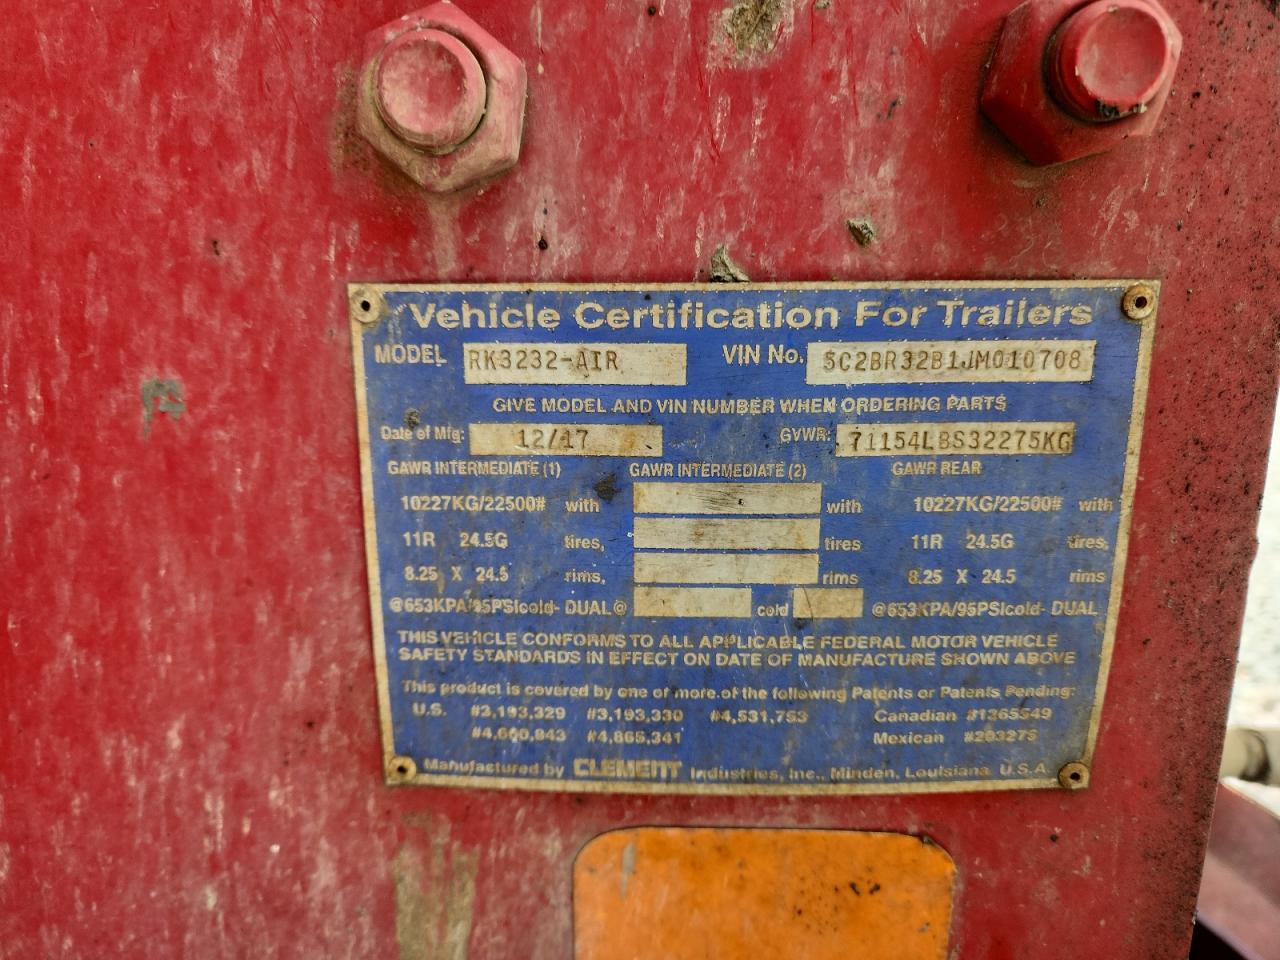 Vehicle Certification For Trailers
MODEL RK3232-AIR VIN No. 5C2BR32B1JM010708
GIVE MODEL AND VIN NUMBER WHEN ORDERING PARTS
Date of Mfg: 12/17 GVWR: 71154LBS32275KG
GAWR INTERMEDIATE (1) GAWR INTERMEDIATE (2) GAWR REAR
10227KG/22500# with with 10227KG/22500# with
11R 24.5G tires, tires 11R 24.5G tires,
8.25 X 24.5 rims, rims 8.25 X 24.5 rims
@653KPA/95PSIcold- DUAL@ cold @653KPA/95PSIcold- DUAL
THIS VEHICLE CONFORMS TO ALL APPLICABLE FEDERAL MOTOR VEHICLE
SAFETY STANDARDS IN EFFECT ON DATE OF MANUFACTURE SHOWN ABOVE
This product is covered by one or more of the following Patents or Patents Pending:
U.S. #3,193,329 #3,193,330 #4,531,753 Canadian #1365549
#4,865,341 Mexican #203275
Manufactured by CLEMENT Industries, Inc., Minden, Louisiana U.S.A.